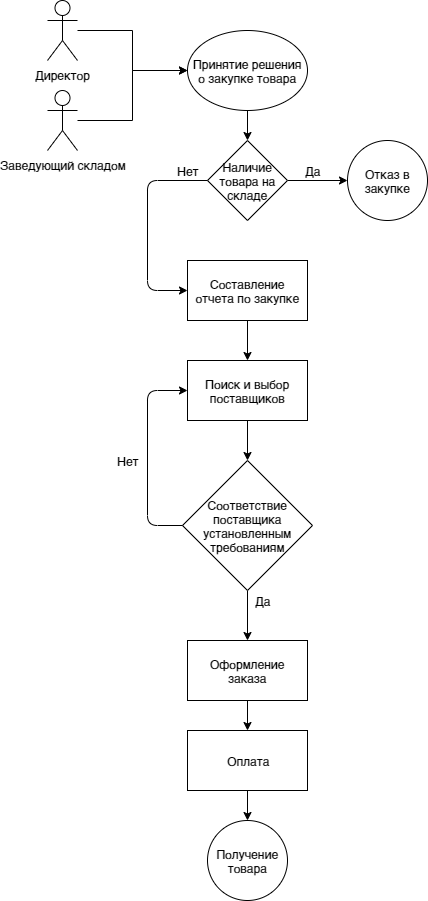 Директор
Заведующий складом
Принятие решения
о закупке товара
Наличие
товара на
складе
Нет
Да
Отказ в
закупке
Составление
отчета по закупке
Поиск и выбор
поставщиков
Нет
Соответствие
поставщика
установленным
требованиям
Да
Оформление
заказа
Оплата
Получение
товара